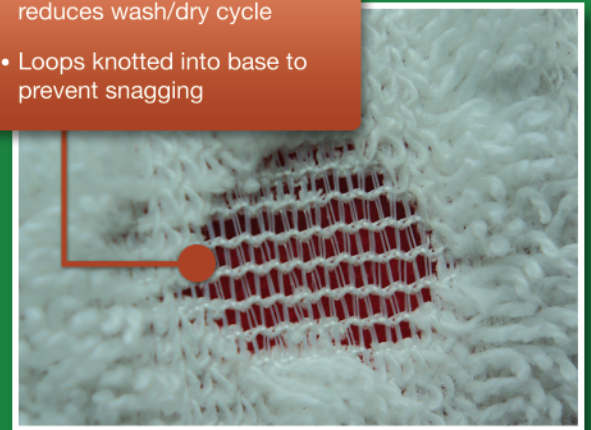 reduces wash/dry cycle
• Loops knotted into base to
prevent snagging